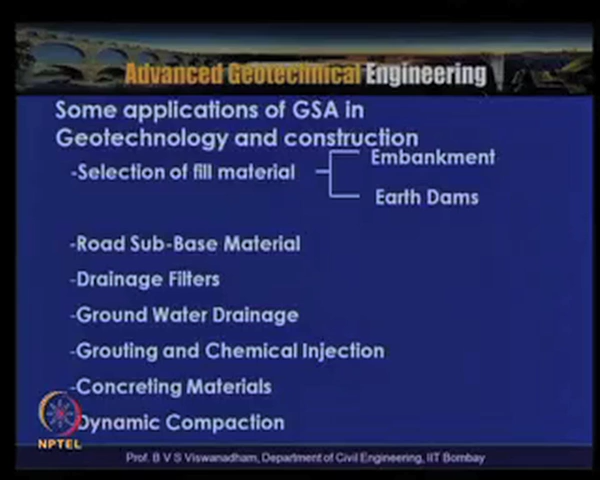 Advanced Geotechnical Engineering
Some applications of GSA in
Geotechnology and construction
-Selection of fill material
Embankment
Earth Dams
-Road Sub-Base Material
-Drainage Filters
-Ground Water Drainage
-Grouting and Chemical Injection
-Concreting Materials
-Dynamic Compaction
NPTEL
Prof. B V S Viswanadham, Department of Civil Engineering, IIT Bombay